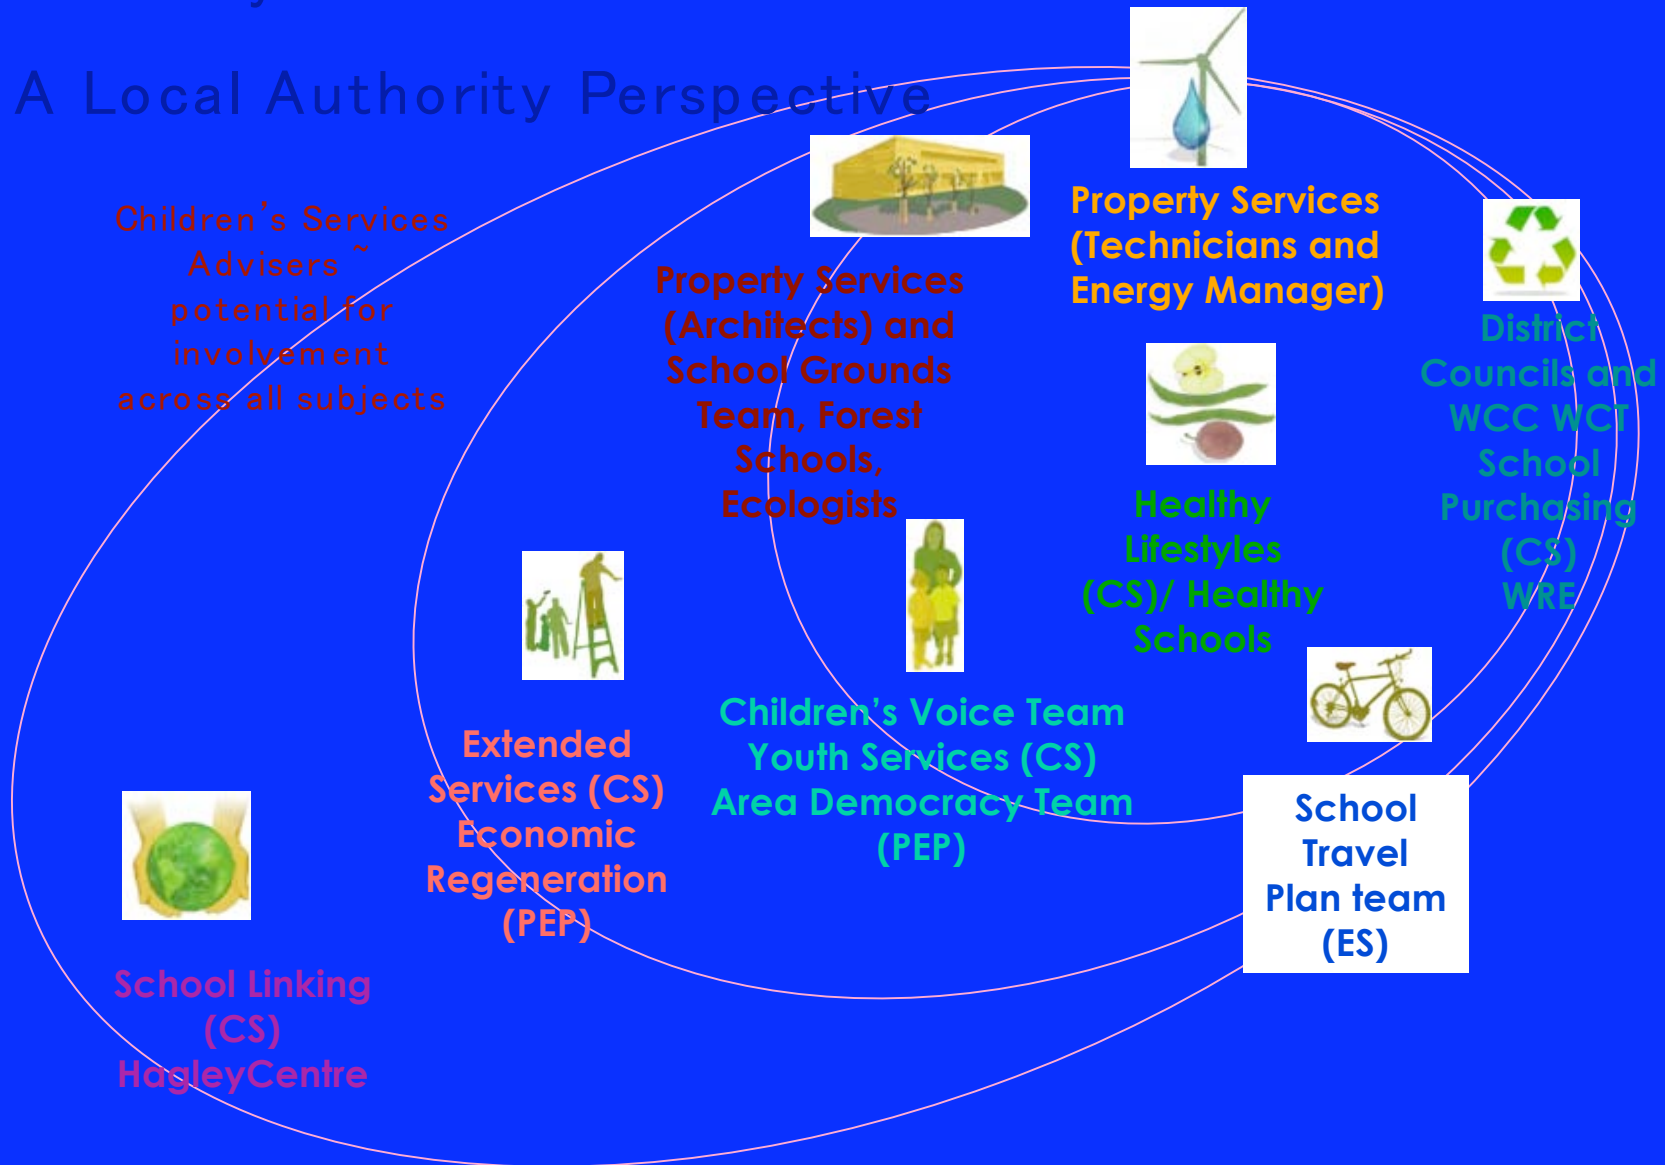 A Local Authority Perspective
Children's Services
Advisers ~
potential for
involvement
across all subjects
Property Services
(Architects) and
School Grounds
Team, Forest
Schools,
Ecologists
Property Services
(Technicians and
Energy Manager)
District
Councils and
WCC WCT
School
Purchasing
(CS)
WRE
Healthy
Lifestyles
(CS)/ Healthy
Schools
Extended
Services (CS)
Economic
Regeneration
(PEP)
Children's Voice Team
Youth Services (CS)
Area Democracy Team
(PEP)
School
Travel
Plan team
(ES)
School Linking
(CS)
HagleyCentre